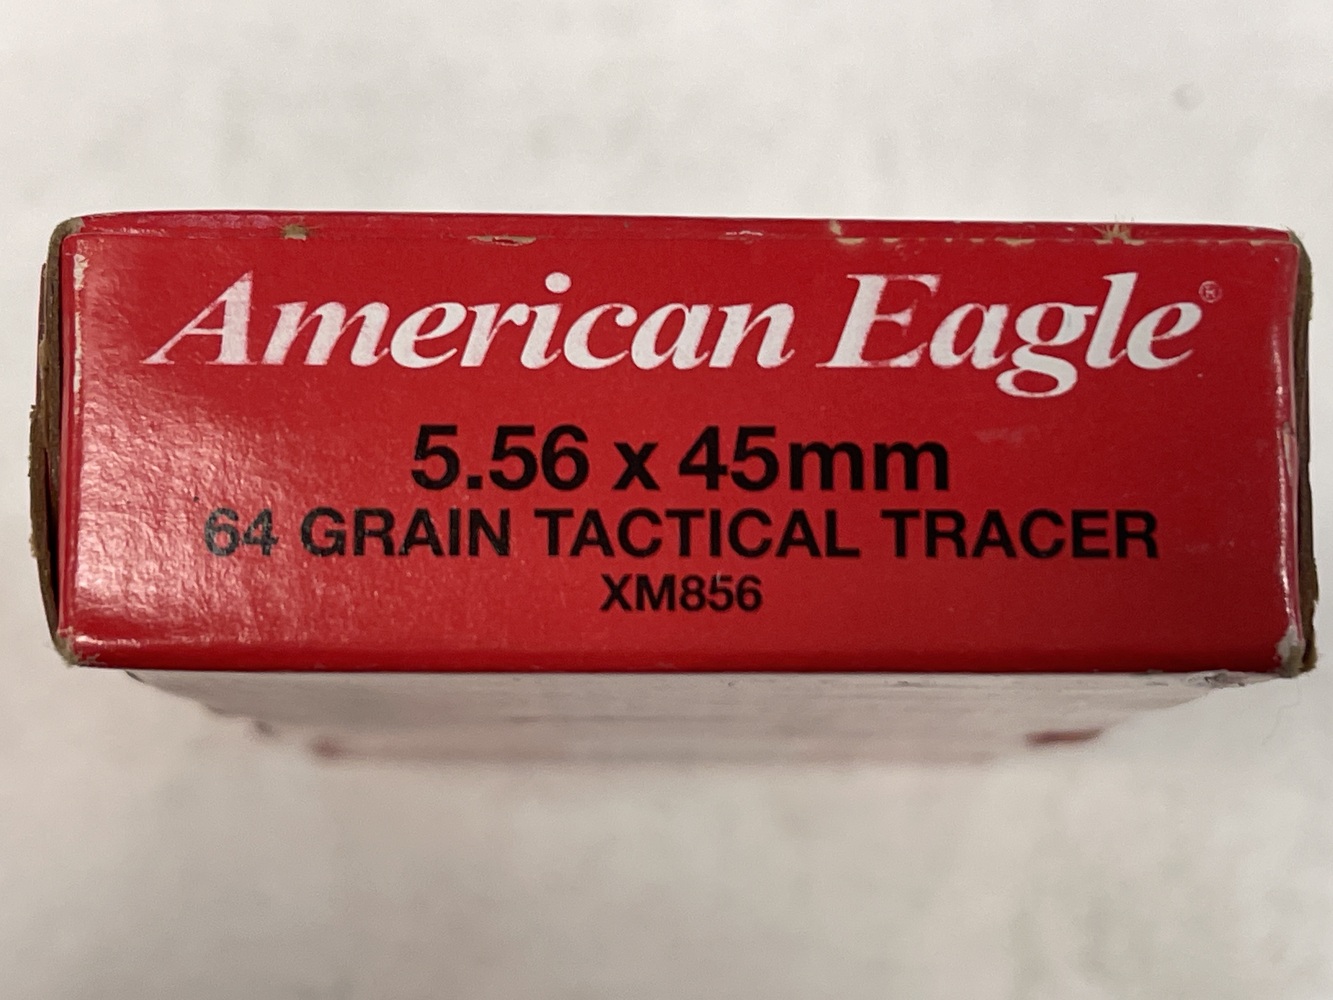 American Eagle®
5.56 x 45mm
64 GRAIN TACTICAL TRACER
XM856